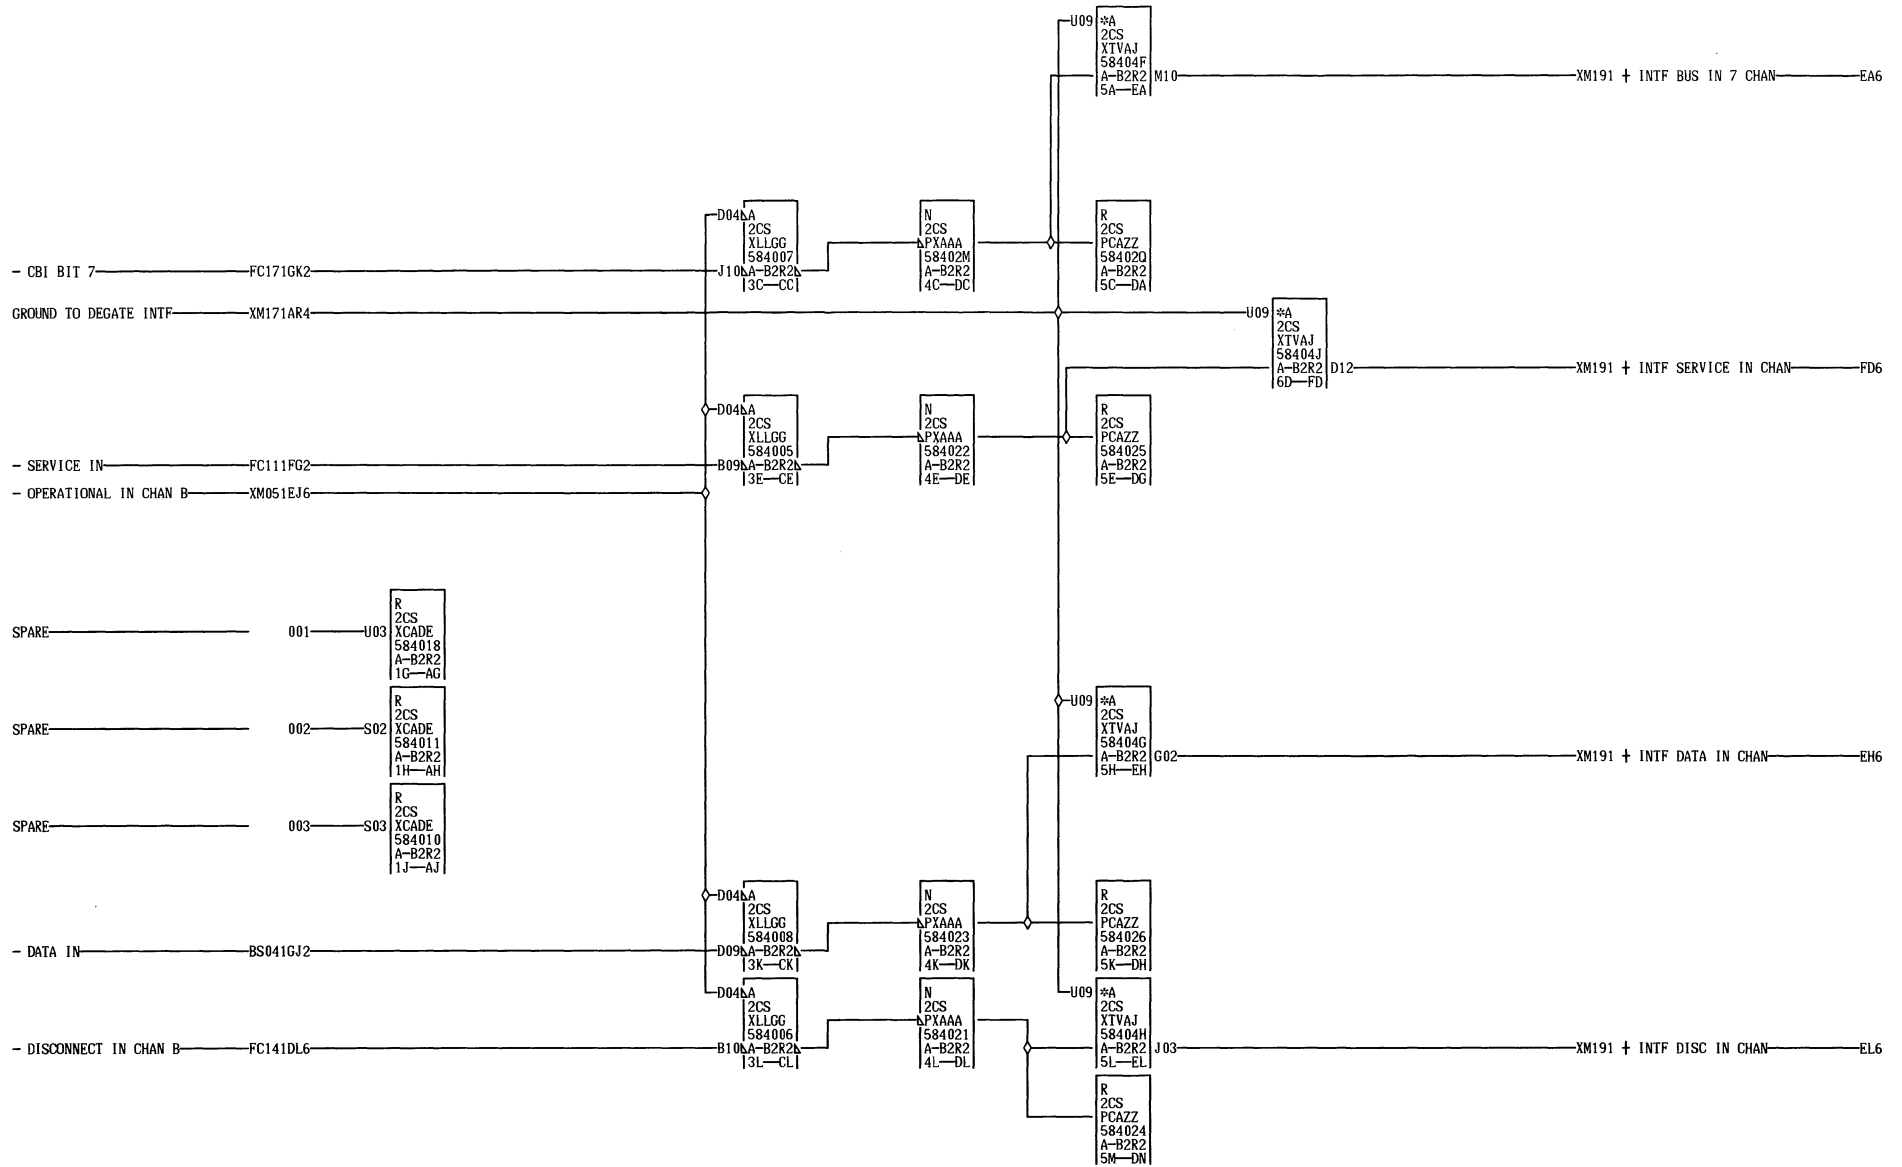 U09 *A
2CS
XTVAJ
58404F
A-B2R2 M10 XM191 + INTF BUS IN 7 CHAN EA6
5A—EA
D04 A
2CS
XLLGG
584007
- CBI BIT 7 FC171GK2 J10 A-B2R2
3C—CC
N
2CS
PXAAA
58402M
A-B2R2
4C—DC
R
2CS
PCAZZ
58402Q
A-B2R2
5C—DA
GROUND TO DEGATE INTF XM171AR4 U09 *A
2CS
XTVAJ
58404J
A-B2R2 D12 XM191 + INTF SERVICE IN CHAN FD6
6D—FD
D04 A
2CS
XLLGG
584005
- SERVICE IN FC111FG2 B09 A-B2R2
3E—CE
N
2CS
PXAAA
584022
A-B2R2
4E—DE
R
2CS
PCAZZ
584025
A-B2R2
5E—DG
- OPERATIONAL IN CHAN B XM051EJ6
R
2CS
SPARE 001 U03 XCADE
584018
A-B2R2
1G—AG
R
2CS
SPARE 002 S02 XCADE
584011
A-B2R2
1H—AH
U09 *A
2CS
XTVAJ
58404G
A-B2R2 G02 XM191 + INTF DATA IN CHAN EH6
5H—EH
R
2CS
SPARE 003 S03 XCADE
584010
A-B2R2
1J—AJ
D04 A
2CS
XLLGG
584008
- DATA IN BS041GJ2 D09 A-B2R2
3K—CK
N
2CS
PXAAA
584023
A-B2R2
4K—DK
R
2CS
PCAZZ
584026
A-B2R2
5K—DH
D04 A
2CS
XLLGG
584006
- DISCONNECT IN CHAN B FC141DL6 B10 A-B2R2
3L—CL
N
2CS
PXAAA
584021
A-B2R2
4L—DL
U09 *A
2CS
XTVAJ
58404H
A-B2R2 J03 XM191 + INTF DISC IN CHAN EL6
5L—EL
R
2CS
PCAZZ
584024
A-B2R2
5M—DN